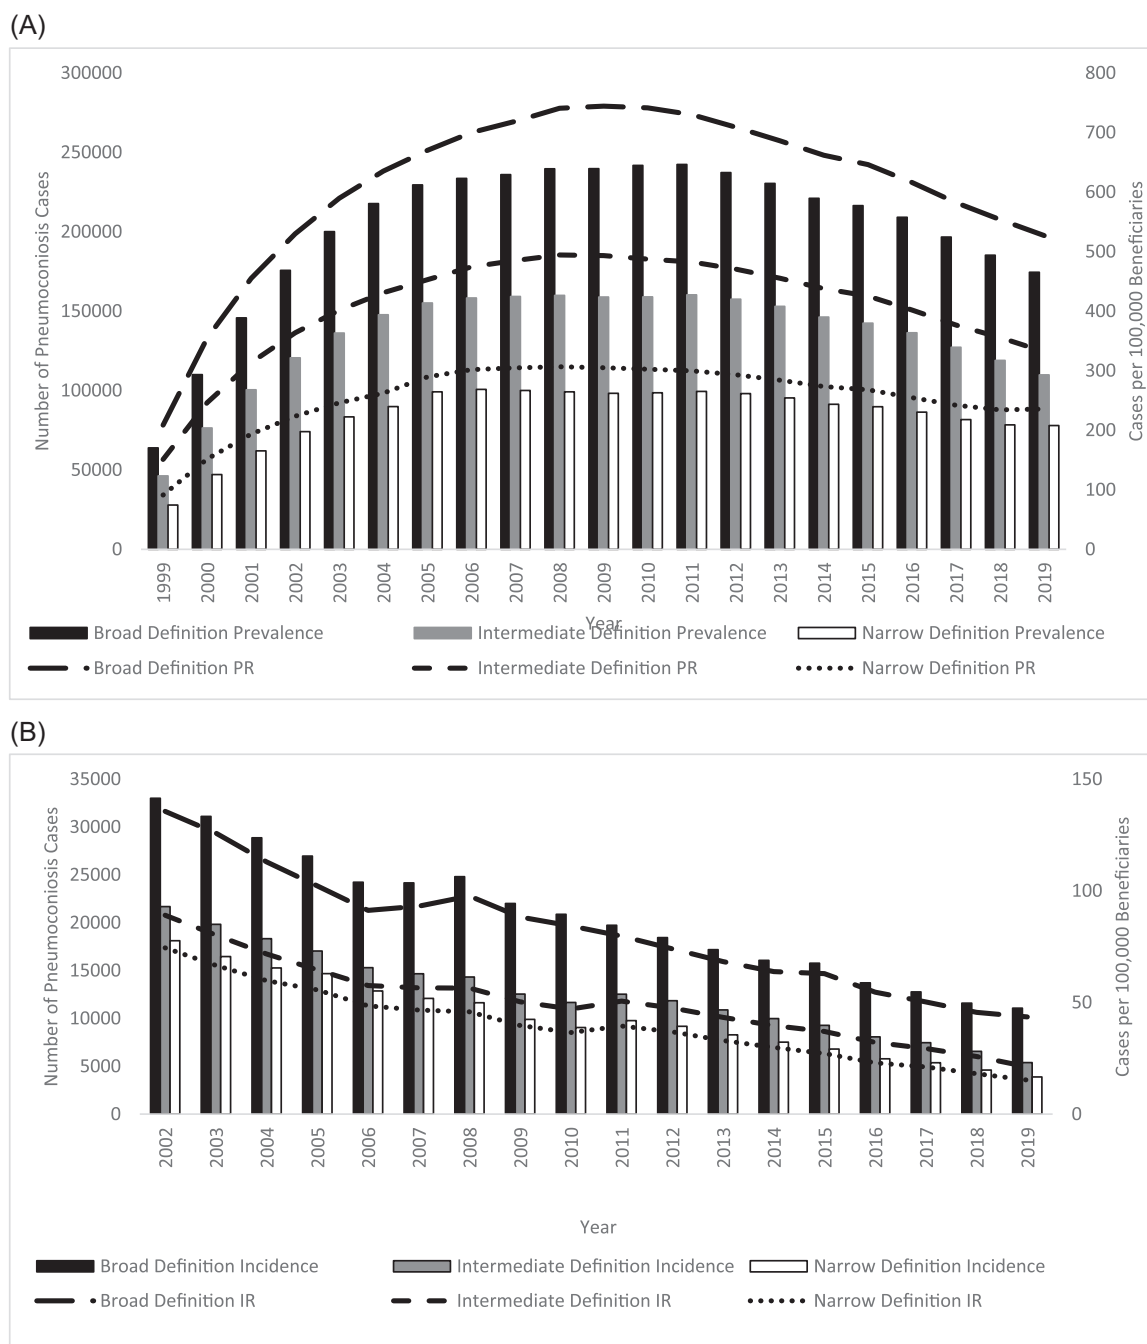 (A)
300000
250000
200000
150000
100000
50000
0
Number of Pneumoconiosis Cases
800
700
600
500
400
300
200
100
0
Cases per 100,000 Beneficiaries
1999 2000 2001 2002 2003 2004 2005 2006 2007 2008 2009 2010 2011 2012 2013 2014 2015 2016 2017 2018 2019
Year
Broad Definition Prevalence Intermediate Definition Prevalence Narrow Definition Prevalence
Broad Definition PR Intermediate Definition PR Narrow Definition PR
(B)
35000
30000
25000
20000
15000
10000
5000
0
Number of Pneumoconiosis Cases
150
100
50
0
Cases per 100,000 Beneficiaries
2002 2003 2004 2005 2006 2007 2008 2009 2010 2011 2012 2013 2014 2015 2016 2017 2018 2019
Year
Broad Definition Incidence Intermediate Definition Incidence Narrow Definition Incidence
Broad Definition IR Intermediate Definition IR Narrow Definition IR